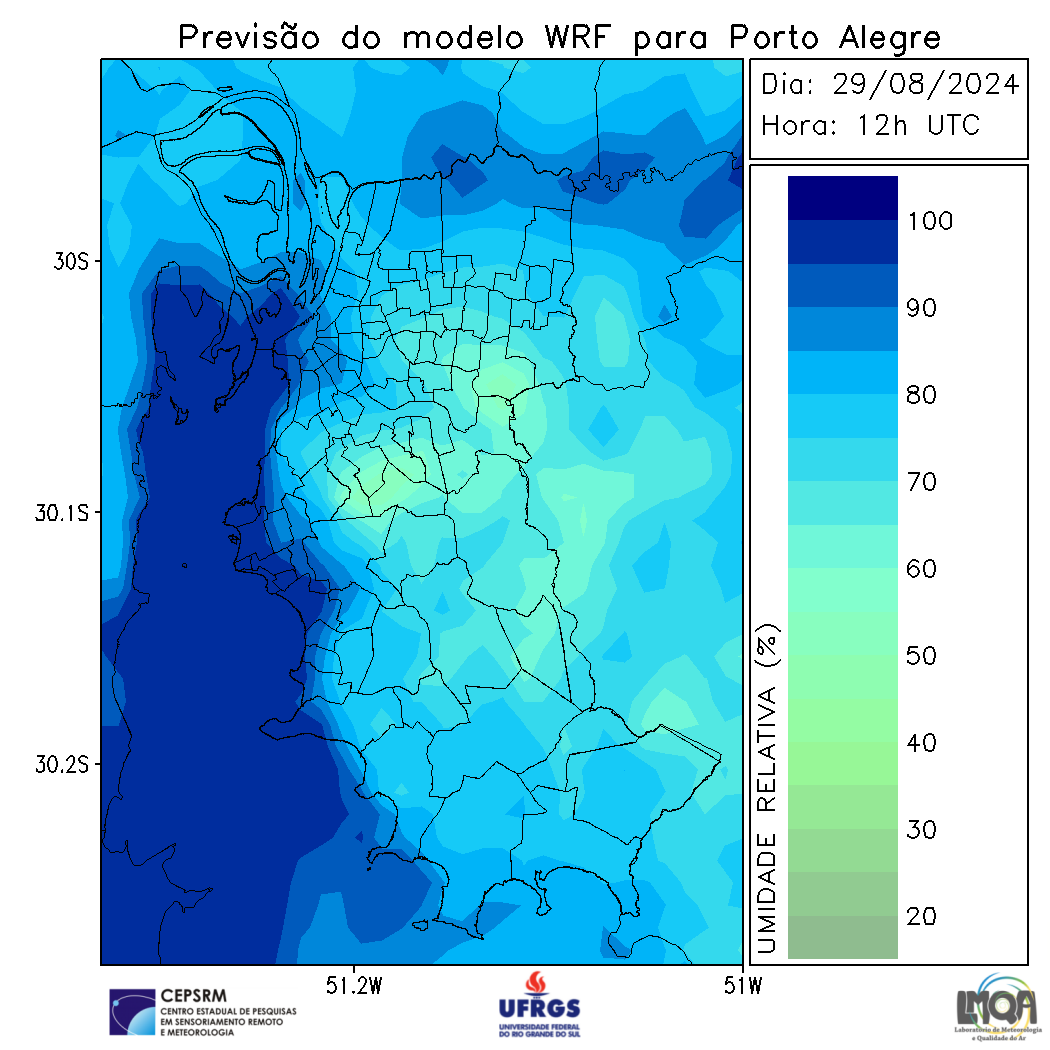 Previsão do modelo WRF para Porto Alegre
Dia: 29/08/2024
Hora: 12h UTC
30S
30.1S
30.2S
51.2W
51W
100
90
80
70
60
50
40
30
20
UMIDADE RELATIVA (%)
CEPSRM
CENTRO ESTADUAL DE PESQUISAS
EM SENSORIAMENTO REMOTO
E METEOROLOGIA
UFRGS
UNIVERSIDADE FEDERAL
DO RIO GRANDE DO SUL
LMQA
Laboratório de Meteorologia
e Qualidade do Ar